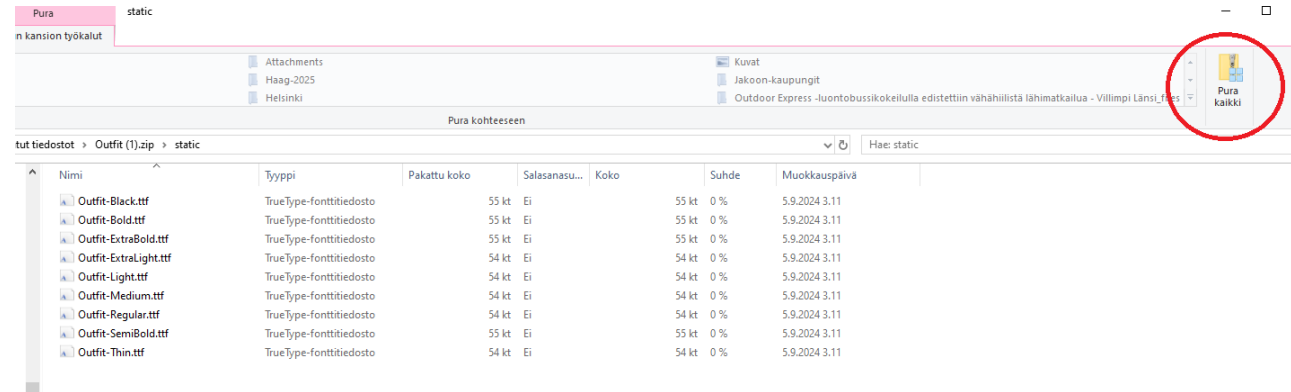 Pura static
n kansion työkalut
Attachments Kuvat
Haag-2025 Jakoon-kaupungit
Helsinki Outdoor Express -luontobussikokeilulla edistettiin vähähiilistä lähimatkailua - Villimpi Länsi_files
Pura
kaikki
Pura kohteeseen
tut tiedostot › Outfit (1).zip › static Hae: static
Nimi Tyyppi Pakattu koko Salasanasu... Koko Suhde Muokkauspäivä
Outfit-Black.ttf TrueType-fonttitiedosto 55 kt Ei 55 kt 0 % 5.9.2024 3.11
Outfit-Bold.ttf TrueType-fonttitiedosto 55 kt Ei 55 kt 0 % 5.9.2024 3.11
Outfit-ExtraBold.ttf TrueType-fonttitiedosto 55 kt Ei 55 kt 0 % 5.9.2024 3.11
Outfit-ExtraLight.ttf TrueType-fonttitiedosto 54 kt Ei 54 kt 0 % 5.9.2024 3.11
Outfit-Light.ttf TrueType-fonttitiedosto 54 kt Ei 54 kt 0 % 5.9.2024 3.11
Outfit-Medium.ttf TrueType-fonttitiedosto 54 kt Ei 54 kt 0 % 5.9.2024 3.11
Outfit-Regular.ttf TrueType-fonttitiedosto 54 kt Ei 54 kt 0 % 5.9.2024 3.11
Outfit-SemiBold.ttf TrueType-fonttitiedosto 55 kt Ei 55 kt 0 % 5.9.2024 3.11
Outfit-Thin.ttf TrueType-fonttitiedosto 54 kt Ei 54 kt 0 % 5.9.2024 3.11